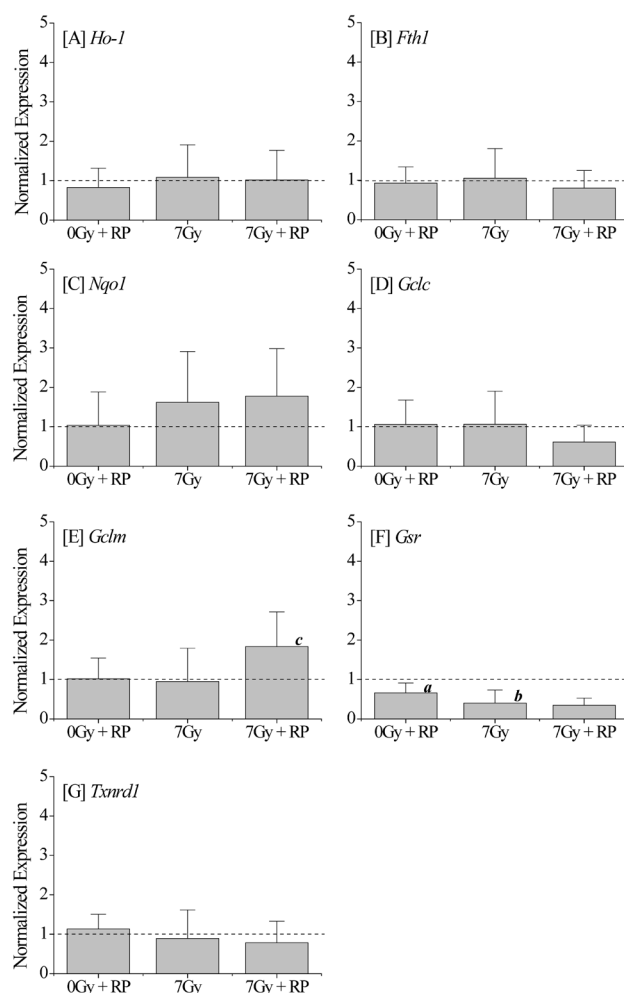 [A] Ho-1
[B] Fth1
Normalized Expression
5
4
3
2
1
0
0Gy + RP
7Gy
7Gy + RP
5
4
3
2
1
0
0Gy + RP
7Gy
7Gy + RP
[C] Nqo1
[D] Gclc
Normalized Expression
5
4
3
2
1
0
0Gy + RP
7Gy
7Gy + RP
5
4
3
2
1
0
0Gy + RP
7Gy
7Gy + RP
[E] Gclm
[F] Gsr
Normalized Expression
5
4
3
2
1
0
c
0Gy + RP
7Gy
7Gy + RP
5
4
3
2
1
0
a
b
0Gy + RP
7Gy
7Gy + RP
[G] Txnrd1
Normalized Expression
5
4
3
2
1
0
0Gy + RP
7Gy
7Gy + RP